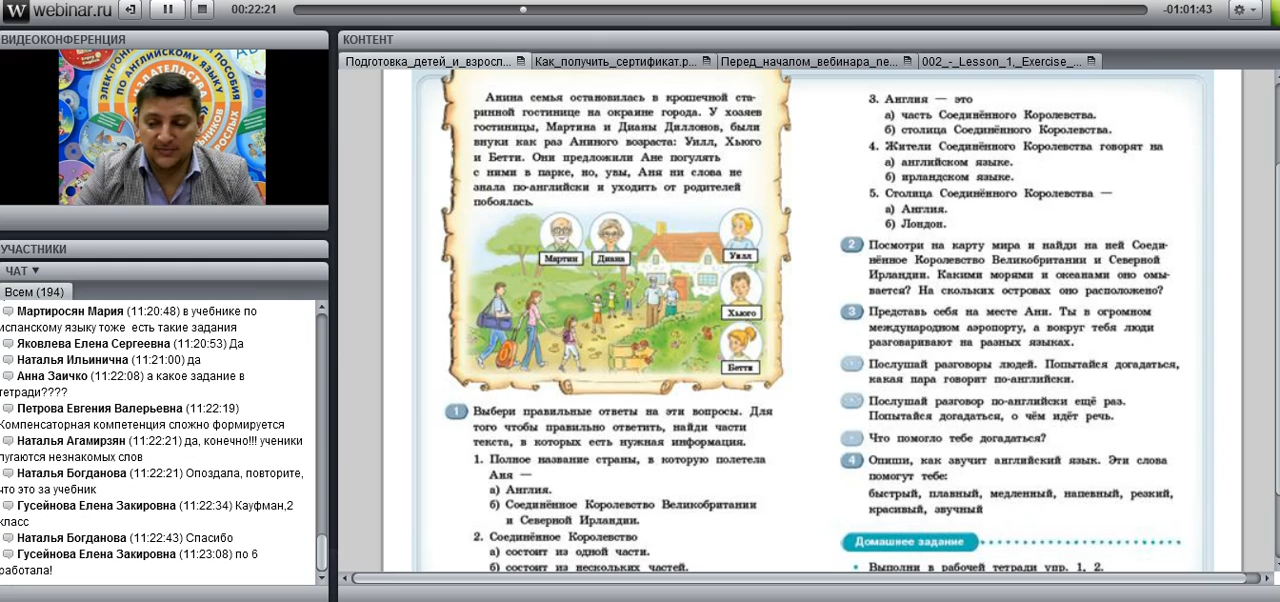 W webinar.ru
00:22:21
-01:01:43
ВИДЕОКОНФЕРЕНЦИЯ
ПО АНГЛИЙСКОМУ ЯЗЫКУ
ИЗДАТЕЛЬСТВА
УЧАСТНИКИ
ЧАТ ▼
Всем (194)
Мартиросян Мария (11:20:48) в учебнике по
испанскому языку тоже есть такие задания
Яковлева Елена Сергеевна (11:20:53) Да
Наталья Ильинична (11:21:00) да
Анна Заичко (11:22:08) а какое задание в
тетради????
Петрова Евгения Валерьевна (11:22:19)
Компенсаторная компетенция сложно формируется
Наталья Агамирзян (11:22:21) да, конечно!!! ученики
пугаются незнакомых слов
Наталья Богданова (11:22:21) Опоздала, повторите,
что это за учебник
Гусейнова Елена Закировна (11:22:34) Кауфман,2
класс
Наталья Богданова (11:22:43) Спасибо
Гусейнова Елена Закировна (11:23:08) по 6
работала!
КОНТЕНТ
Подготовка_детей_и_взросл... Как_получить_сертификат.p... Перед_началом_вебинара_пе... 002_-_Lesson_1,_Exercise_...
Анина семья остановилась в крошечной ста-
ринной гостинице на окраине города. У хозяев
гостиницы, Мартина и Дианы Диллонов, были
внуки как раз Аниного возраста: Уилл, Хьюго
и Бетти. Они предложили Ане погулять
с ними в парке, но, увы, Аня ни слова не
знала по-английски и уходить от родителей
побоялась.
Мартин
Диана
Уилл
Хьюго
Бетти
1 Выбери правильные ответы на эти вопросы. Для
того чтобы правильно ответить, найди части
текста, в которых есть нужная информация.
1. Полное название страны, в которую полетела
Аня —
а) Англия.
б) Соединённое Королевство Великобритании
и Северной Ирландии.
2. Соединённое Королевство
а) состоит из одной части.
б) состоит из нескольких частей.
3. Англия — это
а) часть Соединённого Королевства.
б) столица Соединённого Королевства.
4. Жители Соединённого Королевства говорят на
а) английском языке.
б) ирландском языке.
5. Столица Соединённого Королевства —
а) Англия.
б) Лондон.
2 Посмотри на карту мира и найди на ней Соеди-
нённое Королевство Великобритании и Северной
Ирландии. Какими морями и океанами оно омы-
вается? На скольких островах оно расположено?
3 Представь себя на месте Ани. Ты в огромном
международном аэропорту, а вокруг тебя люди
разговаривают на разных языках.
Послушай разговоры людей. Попытайся догадаться,
какая пара говорит по-английски.
Послушай разговор по-английски ещё раз.
Попытайся догадаться, о чём идёт речь.
Что помогло тебе догадаться?
4 Опиши, как звучит английский язык. Эти слова
помогут тебе:
быстрый, плавный, медленный, напевный, резкий,
красивый, звучный
Домашнее задание
• Выполни в рабочей тетради упр. 1, 2.